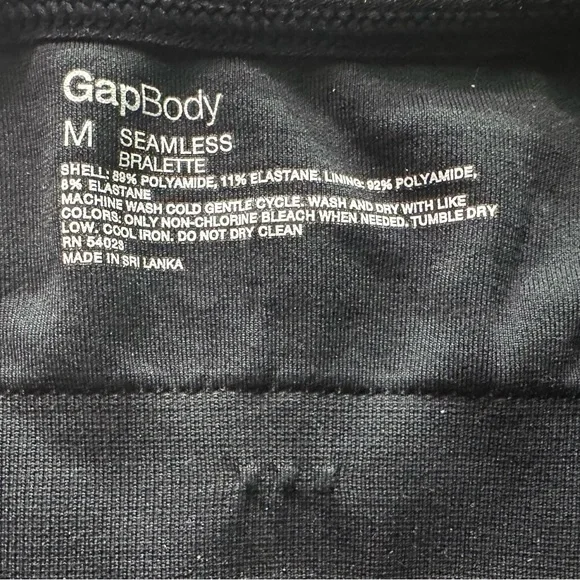 GapBody
M SEAMLESS
BRALETTE
SHELL: 89% POLYAMIDE, 11% ELASTANE, LINING: 92% POLYAMIDE,
8% ELASTANE
MACHINE WASH COLD GENTLE CYCLE. WASH AND DRY WITH LIKE
COLORS. ONLY NON-CHLORINE BLEACH WHEN NEEDED. TUMBLE DRY
LOW. COOL IRON. DO NOT DRY CLEAN
RN 54023
MADE IN SRI LANKA